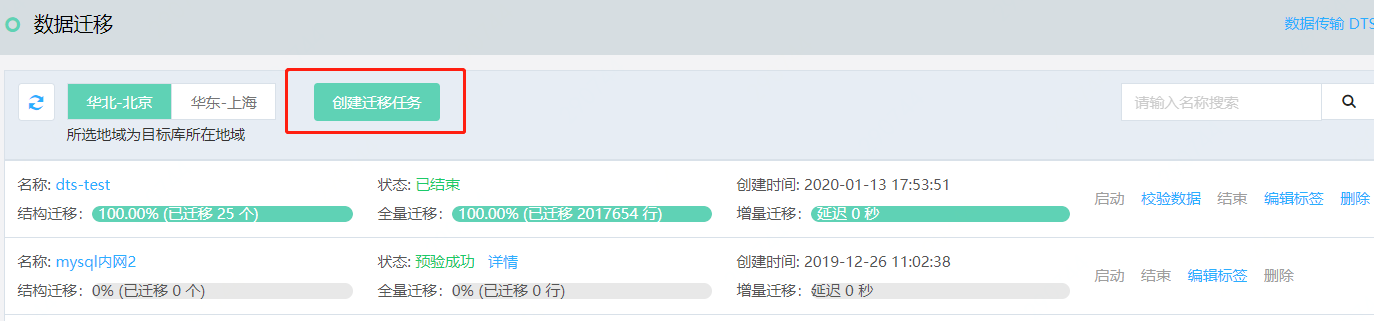 数据迁移 数据传输 DTS
华北-北京 华东-上海 创建迁移任务 请输入名称搜索
所选地域为目标库所在地域
名称: dts-test 状态: 已结束 创建时间: 2020-01-13 17:53:51
启动 校验数据 结束 编辑标签 删除
结构迁移: 100.00% (已迁移 25 个) 全量迁移: 100.00% (已迁移 2017654 行) 增量迁移: 延迟 0 秒
名称: mysql内网2 状态: 预验成功 详情 创建时间: 2019-12-26 11:02:38
启动 结束 编辑标签 删除
结构迁移: 0% (已迁移 0 个) 全量迁移: 0% (已迁移 0 行) 增量迁移: 延迟 0 秒